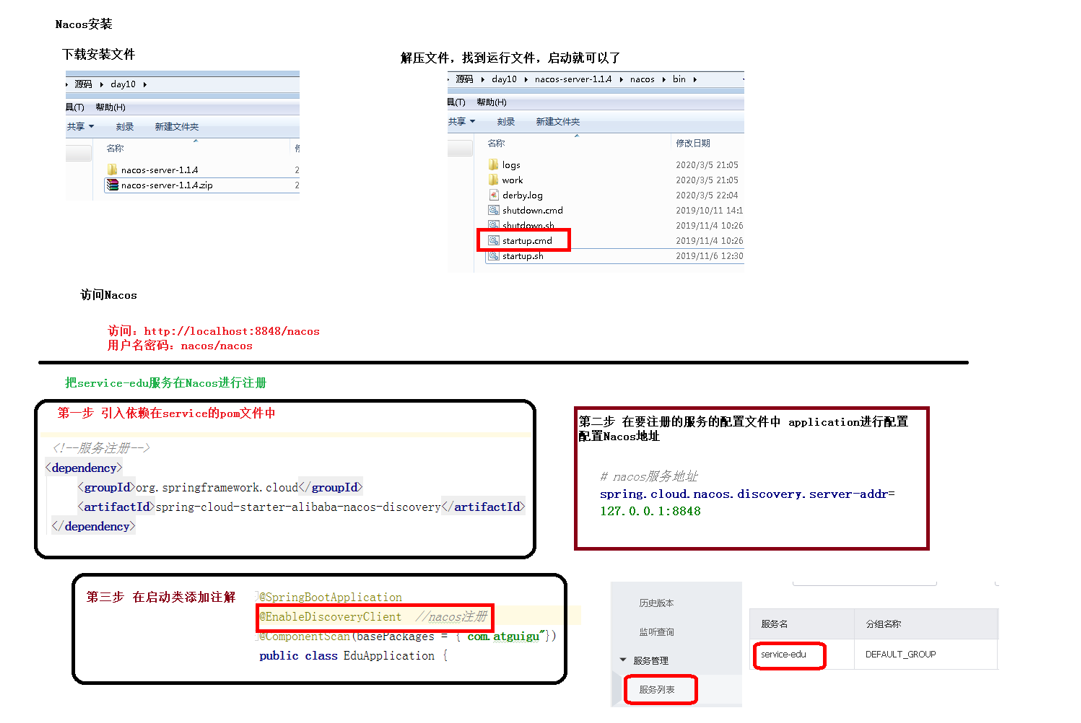 Nacos安装
下载安装文件
源码 ▸ day10 ▸
具(T) 帮助(H)
共享 ▼ 刻录 新建文件夹
名称
nacos-server-1.1.4
nacos-server-1.1.4.zip
解压文件，找到运行文件，启动就可以了
源码 ▸ day10 ▸ nacos-server-1.1.4 ▸ nacos ▸ bin ▸
具(T) 帮助(H)
共享 ▼ 刻录 新建文件夹
名称 修改日期
logs 2020/3/5 21:05
work 2020/3/5 21:05
derby.log 2020/3/5 22:04
shutdown.cmd 2019/10/11 14:1
shutdown.sh 2019/11/4 10:26
startup.cmd 2019/11/4 10:26
startup.sh 2019/11/6 12:30
访问Nacos
访问：http://localhost:8848/nacos
用户名密码：nacos/nacos
把service-edu服务在Nacos进行注册
第一步 引入依赖在service的pom文件中
<!--服务注册-->
<dependency>
<groupId>org.springframework.cloud</groupId>
<artifactId>spring-cloud-starter-alibaba-nacos-discovery</artifactId>
</dependency>
第二步 在要注册的服务的配置文件中 application进行配置
配置Nacos地址
# nacos服务地址
spring.cloud.nacos.discovery.server-addr=
127.0.0.1:8848
第三步 在启动类添加注解
@SpringBootApplication
@EnableDiscoveryClient //nacos注册
@ComponentScan(basePackages = {"com.atguigu"})
public class EduApplication {
历史版本
监听查询
▼ 服务管理
服务列表
服务名 分组名称
service-edu DEFAULT_GROUP